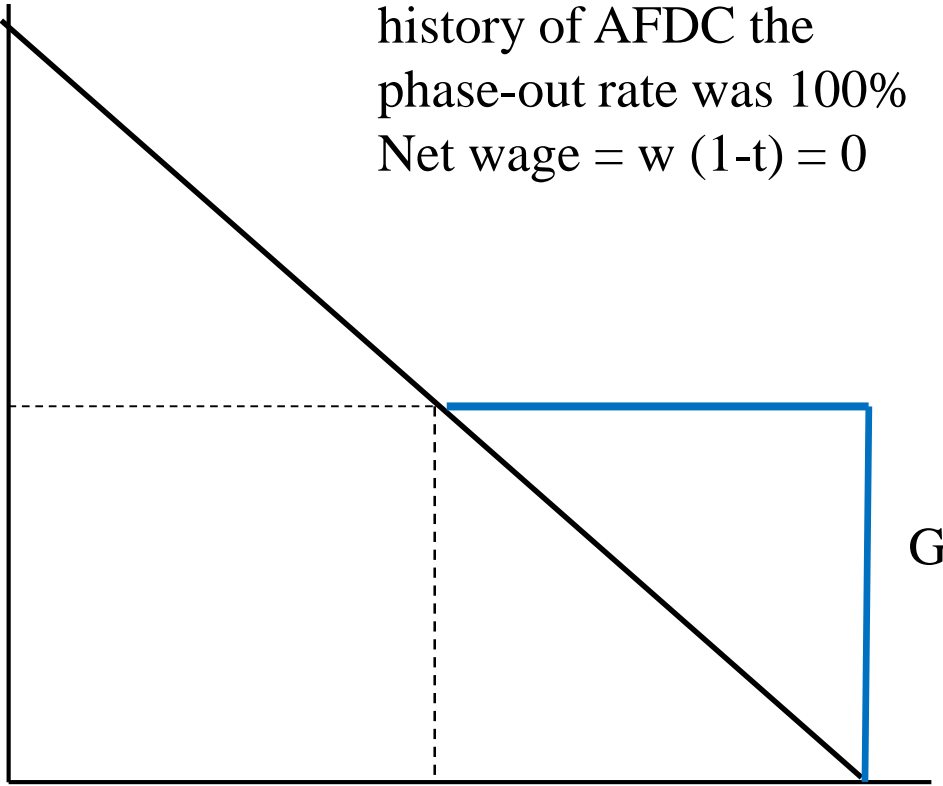 history of AFDC the
phase-out rate was 100%
Net wage = w (1-t) = 0
G